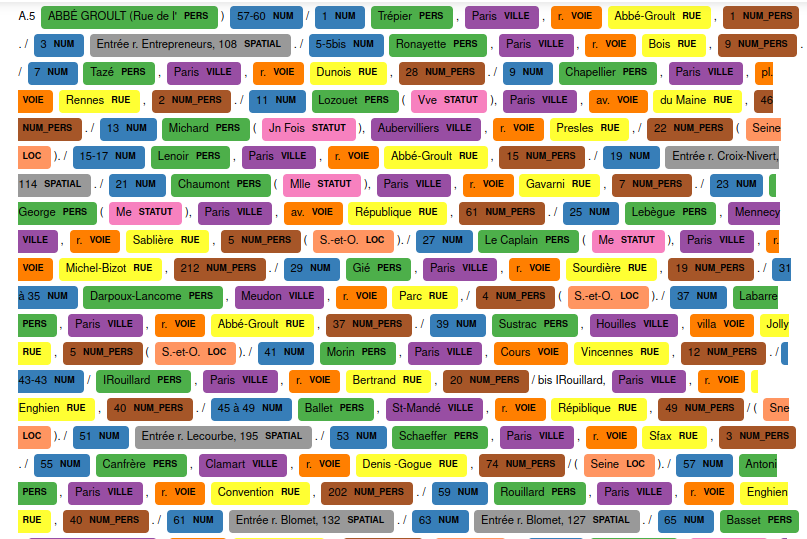 A.5 ABBÉ GROULT (Rue de l' PERS ) 57-60 NUM / 1 NUM Trépier PERS , Paris VILLE , r. VOIE Abbé-Groult RUE , 1 NUM_PERS
. / 3 NUM Entrée r. Entrepreneurs, 108 SPATIAL . / 5-5bis NUM Ronayette PERS , Paris VILLE , r. VOIE Bois RUE , 9 NUM_PERS .
/ 7 NUM Tazé PERS , Paris VILLE , r. VOIE Dunois RUE , 28 NUM_PERS . / 9 NUM Chapellier PERS , Paris VILLE , pl.
VOIE Rennes RUE , 2 NUM_PERS . / 11 NUM Lozouet PERS ( Vve STATUT ), Paris VILLE , av. VOIE du Maine RUE , 46
NUM_PERS . / 13 NUM Michard PERS ( Jn Fois STATUT ), Aubervilliers VILLE , r. VOIE Presles RUE , / 22 NUM_PERS ( Seine
LOC ). / 15-17 NUM Lenoir PERS , Paris VILLE , r. VOIE Abbé-Groult RUE , 15 NUM_PERS . / 19 NUM Entrée r. Croix-Nivert,
114 SPATIAL . / 21 NUM Chaumont PERS ( Mlle STATUT ), Paris VILLE , r. VOIE Gavarni RUE , 7 NUM_PERS . / 23 NUM
George PERS ( Me STATUT ), Paris VILLE , av. VOIE République RUE , 61 NUM_PERS . / 25 NUM Lebègue PERS , Mennecy
VILLE , r. VOIE Sablière RUE , 5 NUM_PERS ( S.-et-O. LOC ). / 27 NUM Le Caplain PERS ( Me STATUT ), Paris VILLE , r.
VOIE Michel-Bizot RUE , 212 NUM_PERS . / 29 NUM Gié PERS , Paris VILLE , r. VOIE Sourdière RUE , 19 NUM_PERS . / 31
à 35 NUM Darpoux-Lancome PERS , Meudon VILLE , r. VOIE Parc RUE , / 4 NUM_PERS ( S.-et-O. LOC ). / 37 NUM Labarre
PERS , Paris VILLE , r. VOIE Abbé-Groult RUE , 37 NUM_PERS . / 39 NUM Sustrac PERS , Houilles VILLE , villa VOIE Jolly
RUE , 5 NUM_PERS ( S.-et-O. LOC ). / 41 NUM Morin PERS , Paris VILLE , Cours VOIE Vincennes RUE , 12 NUM_PERS . /
43-43 NUM / IRouillard PERS , Paris VILLE , r. VOIE Bertrand RUE , 20 NUM_PERS / bis IRouillard, Paris VILLE , r. VOIE
Enghien RUE , 40 NUM_PERS . / 45 à 49 NUM Ballet PERS , St-Mandé VILLE , r. VOIE Répiblique RUE , 49 NUM_PERS / ( Sne
LOC ). / 51 NUM Entrée r. Lecourbe, 195 SPATIAL . / 53 NUM Schaeffer PERS , Paris VILLE , r. VOIE Sfax RUE , 3 NUM_PERS
. / 55 NUM Canfrère PERS , Clamart VILLE , r. VOIE Denis -Gogue RUE , 74 NUM_PERS / ( Seine LOC ). / 57 NUM Antoni
PERS , Paris VILLE , r. VOIE Convention RUE , 202 NUM_PERS . / 59 NUM Rouillard PERS , Paris VILLE , r. VOIE Enghien
RUE , 40 NUM_PERS . / 61 NUM Entrée r. Blomet, 132 SPATIAL . / 63 NUM Entrée r. Blomet, 127 SPATIAL . / 65 NUM Basset PERS